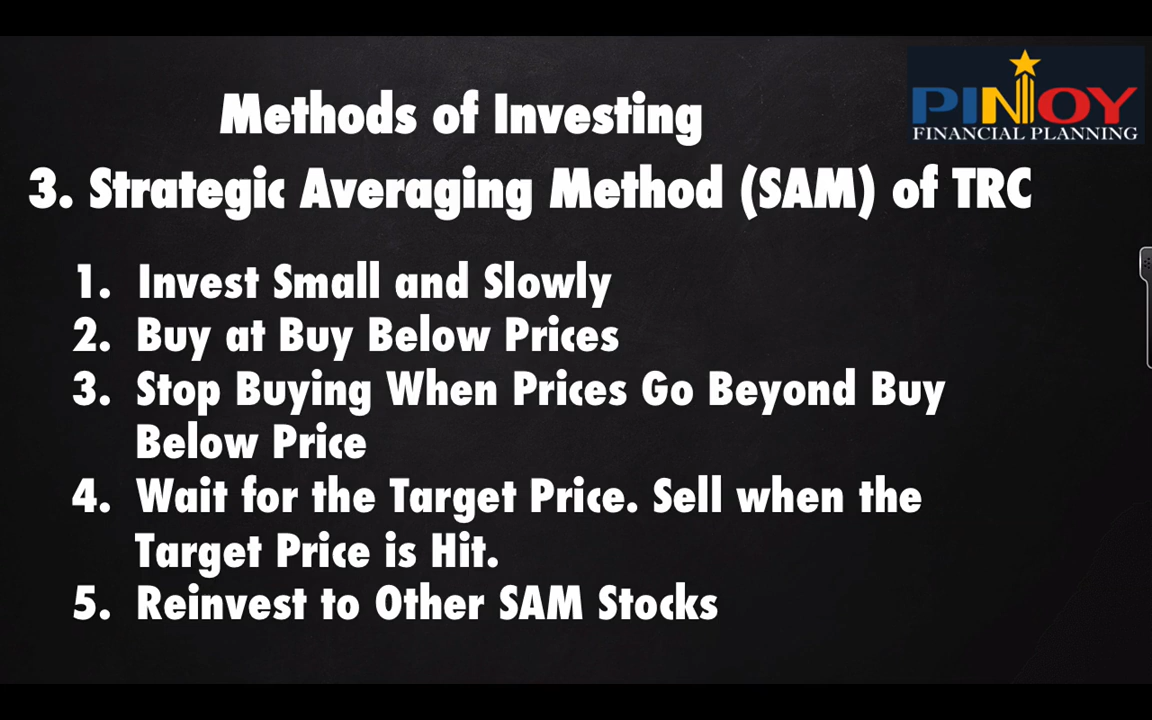 PINOY
FINANCIAL PLANNING
Methods of Investing
3. Strategic Averaging Method (SAM) of TRC
1. Invest Small and Slowly
2. Buy at Buy Below Prices
3. Stop Buying When Prices Go Beyond Buy
Below Price
4. Wait for the Target Price. Sell when the
Target Price is Hit.
5. Reinvest to Other SAM Stocks